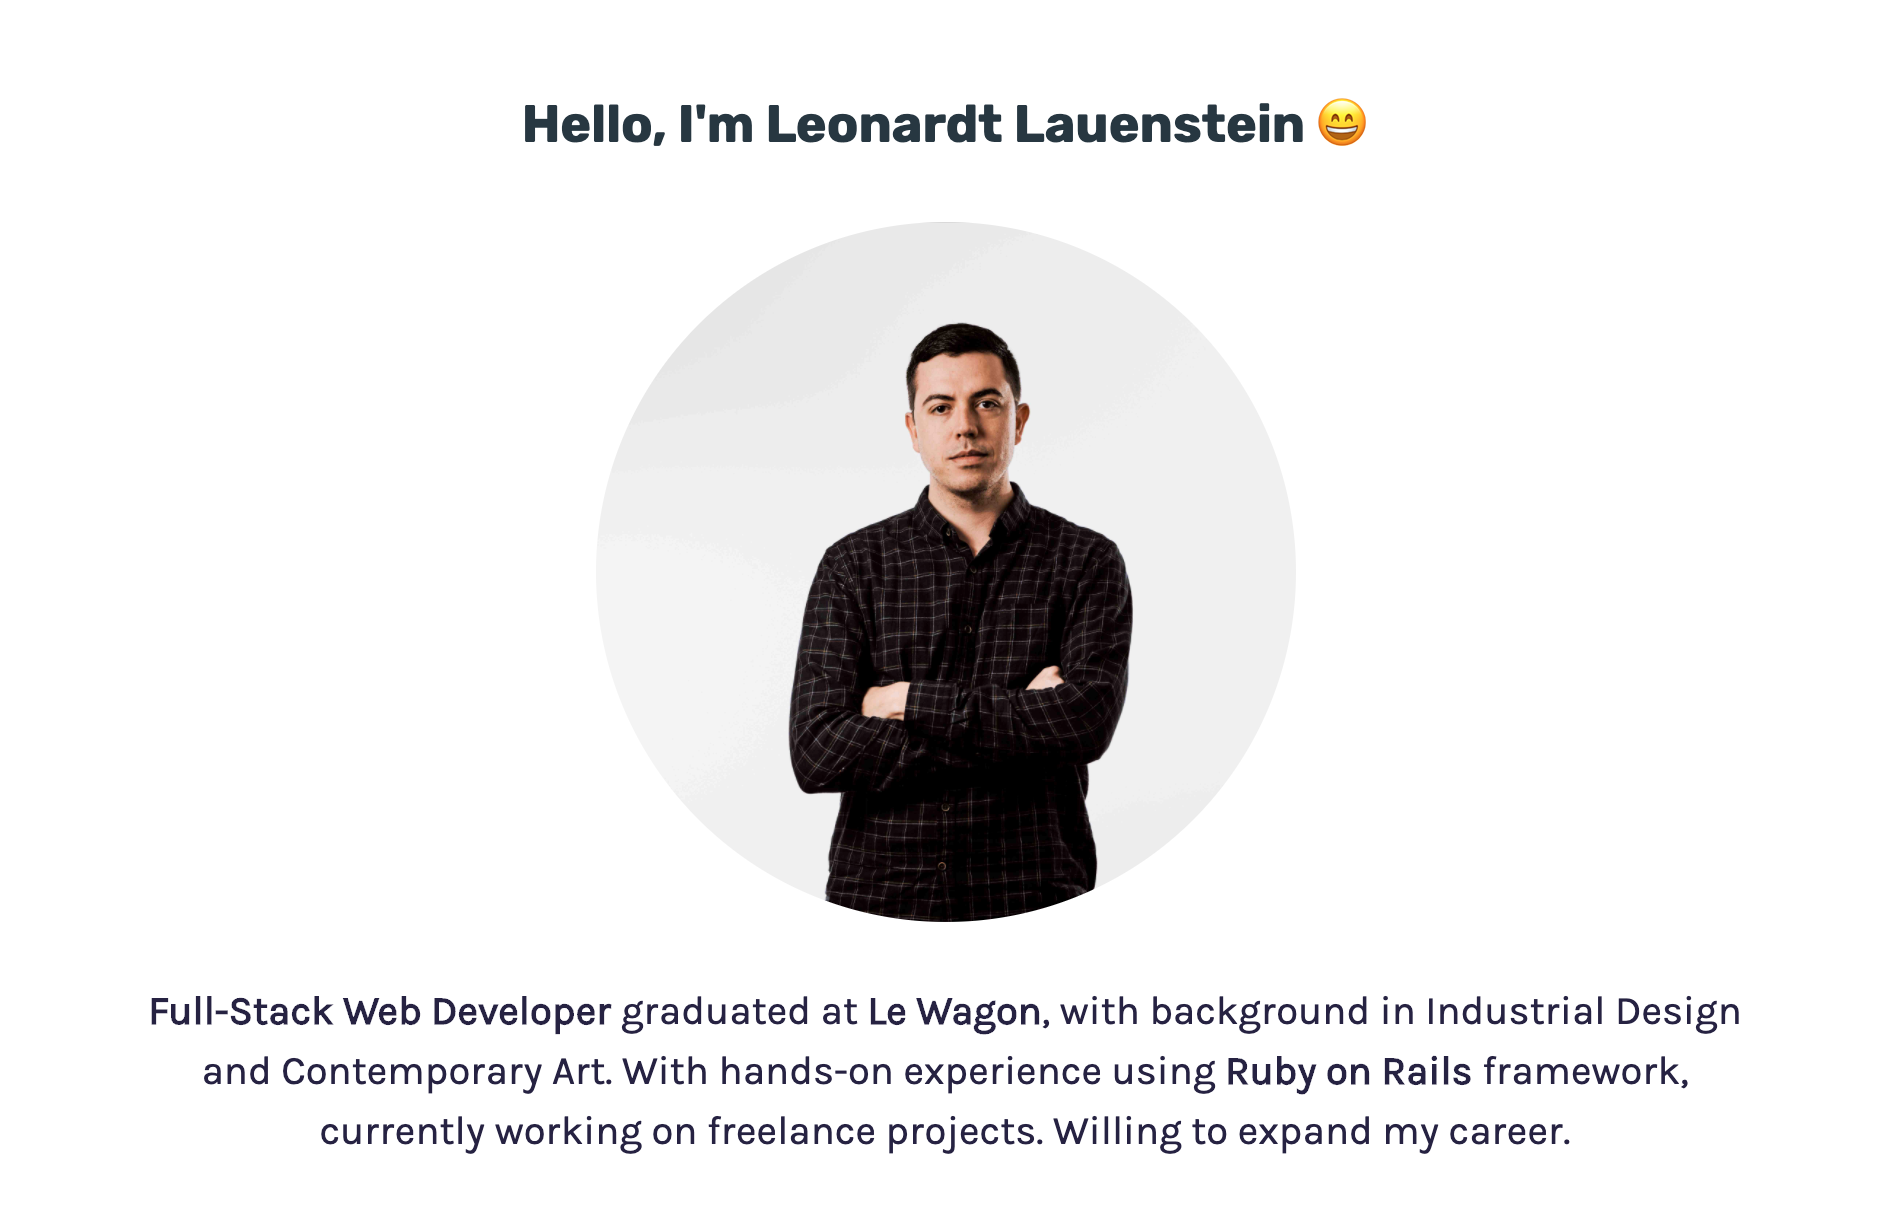 Hello, I'm Leonardt Lauenstein 😄
Full-Stack Web Developer graduated at Le Wagon, with background in Industrial Design
and Contemporary Art. With hands-on experience using Ruby on Rails framework,
currently working on freelance projects. Willing to expand my career.